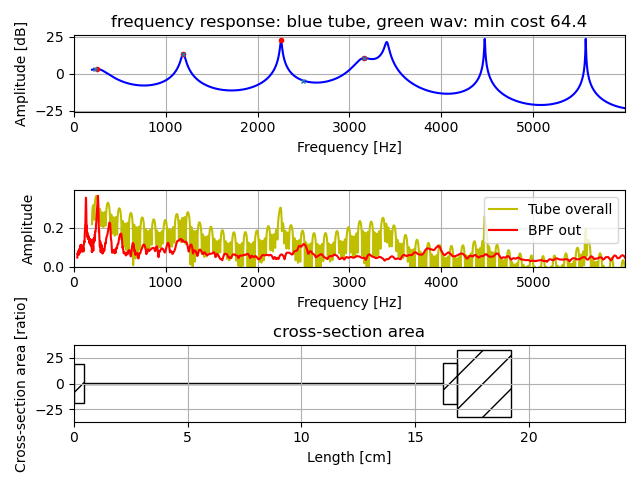 frequency response: blue tube, green wav: min cost 64.4
Amplitude [dB]
25
0
−25
0 1000 2000 3000 4000 5000
Frequency [Hz]
Amplitude
0.2
0.0
Tube overall
BPF out
0 1000 2000 3000 4000 5000
Frequency [Hz]
cross-section area
Cross-section area [ratio]
25
0
−25
0 5 10 15 20
Length [cm]